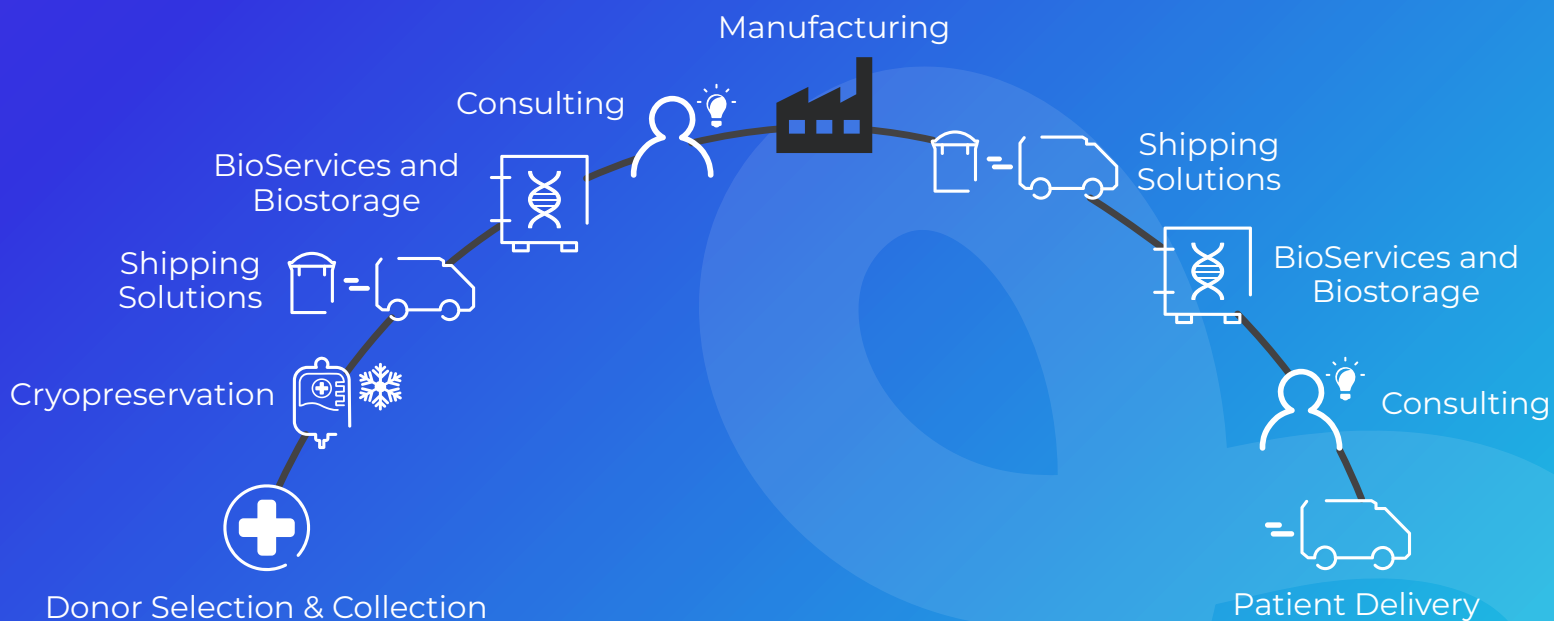 Manufacturing
Consulting
BioServices and
Biostorage
Shipping
Solutions
Cryopreservation
Donor Selection & Collection
Shipping
Solutions
BioServices and
Biostorage
Consulting
Patient Delivery